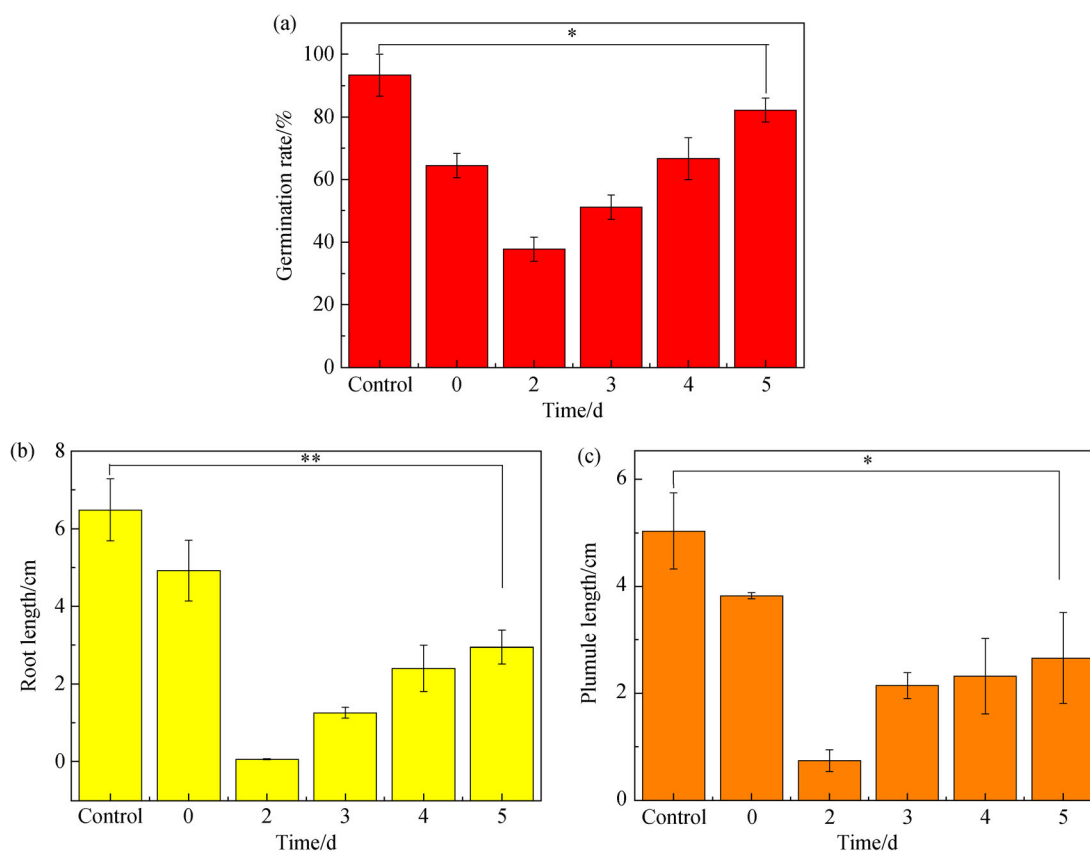 (a)
*
100
80
60
40
20
0
Germination rate/%
Control 0 2 3 4 5
Time/d
(b)
**
8
6
4
2
0
Root length/cm
Control 0 2 3 4 5
Time/d
(c)
*
6
4
2
0
Plumule length/cm
Control 0 2 3 4 5
Time/d